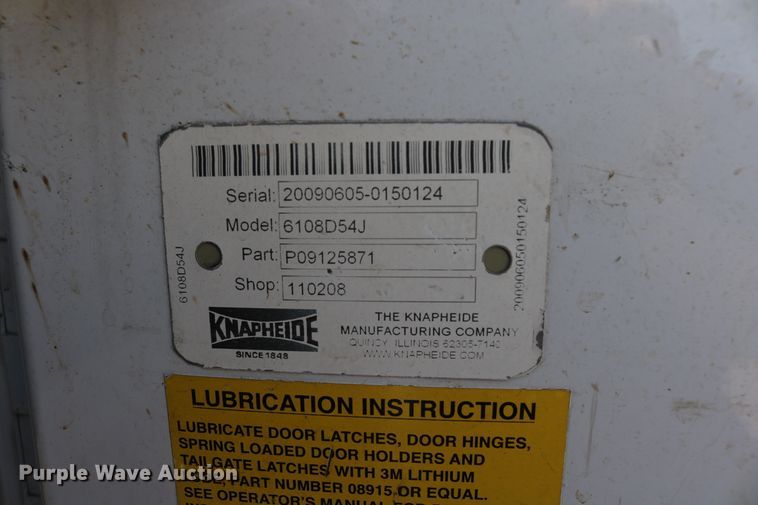 Serial: 20090605-0150124
Model: 6108D54J
Part: P09125871
Shop: 110208
6108D54J
200906050150124
KNAPHEIDE
SINCE 1848
THE KNAPHEIDE
MANUFACTURING COMPANY
QUINCY, ILLINOIS 62305-7140
WWW.KNAPHEIDE.COM
LUBRICATION INSTRUCTION
LUBRICATE DOOR LATCHES, DOOR HINGES,
SPRING LOADED DOOR HOLDERS AND
TAILGATE LATCHES WITH 3M LITHIUM
PART NUMBER 08915 OR EQUAL.
SEE OPERATOR'S MANUAL FOR
Purple Wave Auction